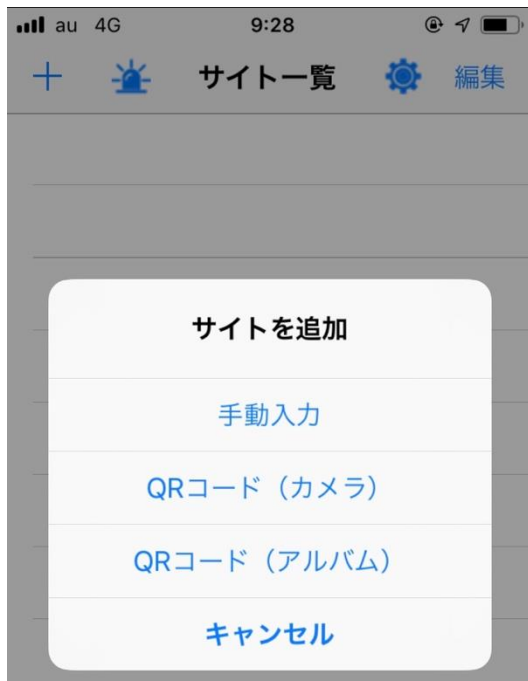 au 4G 9:28
サイト一覧 編集
サイトを追加
手動入力
QRコード（カメラ）
QRコード（アルバム）
キャンセル